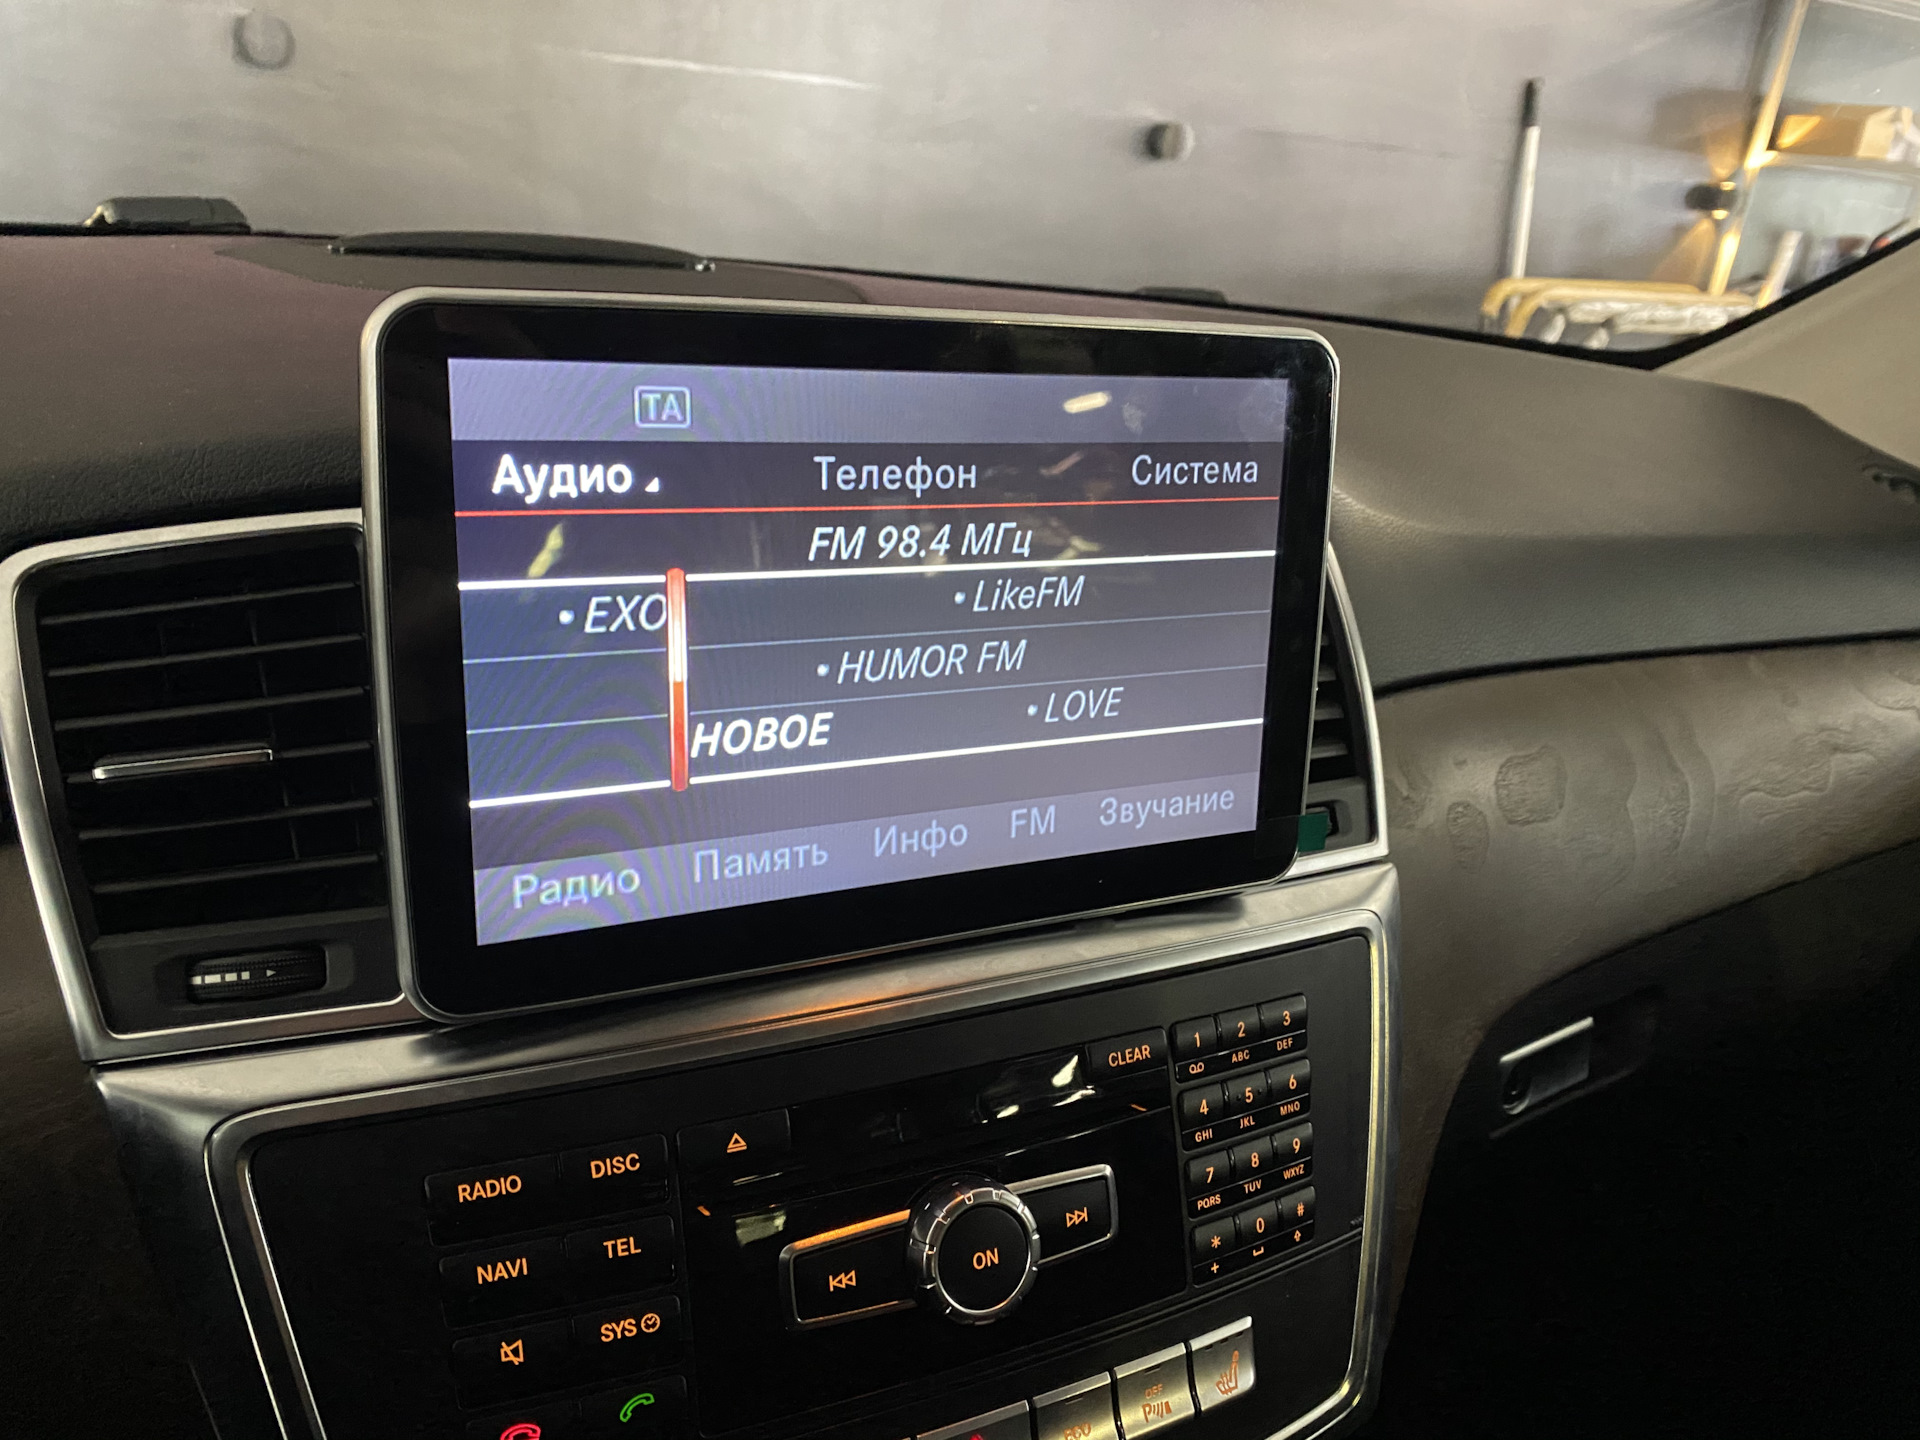 TA
Аудио Телефон Система
FM 98.4 МГц
• EXO • LikeFM
• HUMOR FM
НОВОЕ • LOVE
Радио Память Инфо FM Звучание
CLEAR
1 2 ABC 3 DEF
4 GHI 5 JKL 6 MNO
7 PQRS 8 TUV 9 WXYZ
* + 0 #
RADIO DISC
NAVI TEL
SYS
ON
ECO
OFF
P